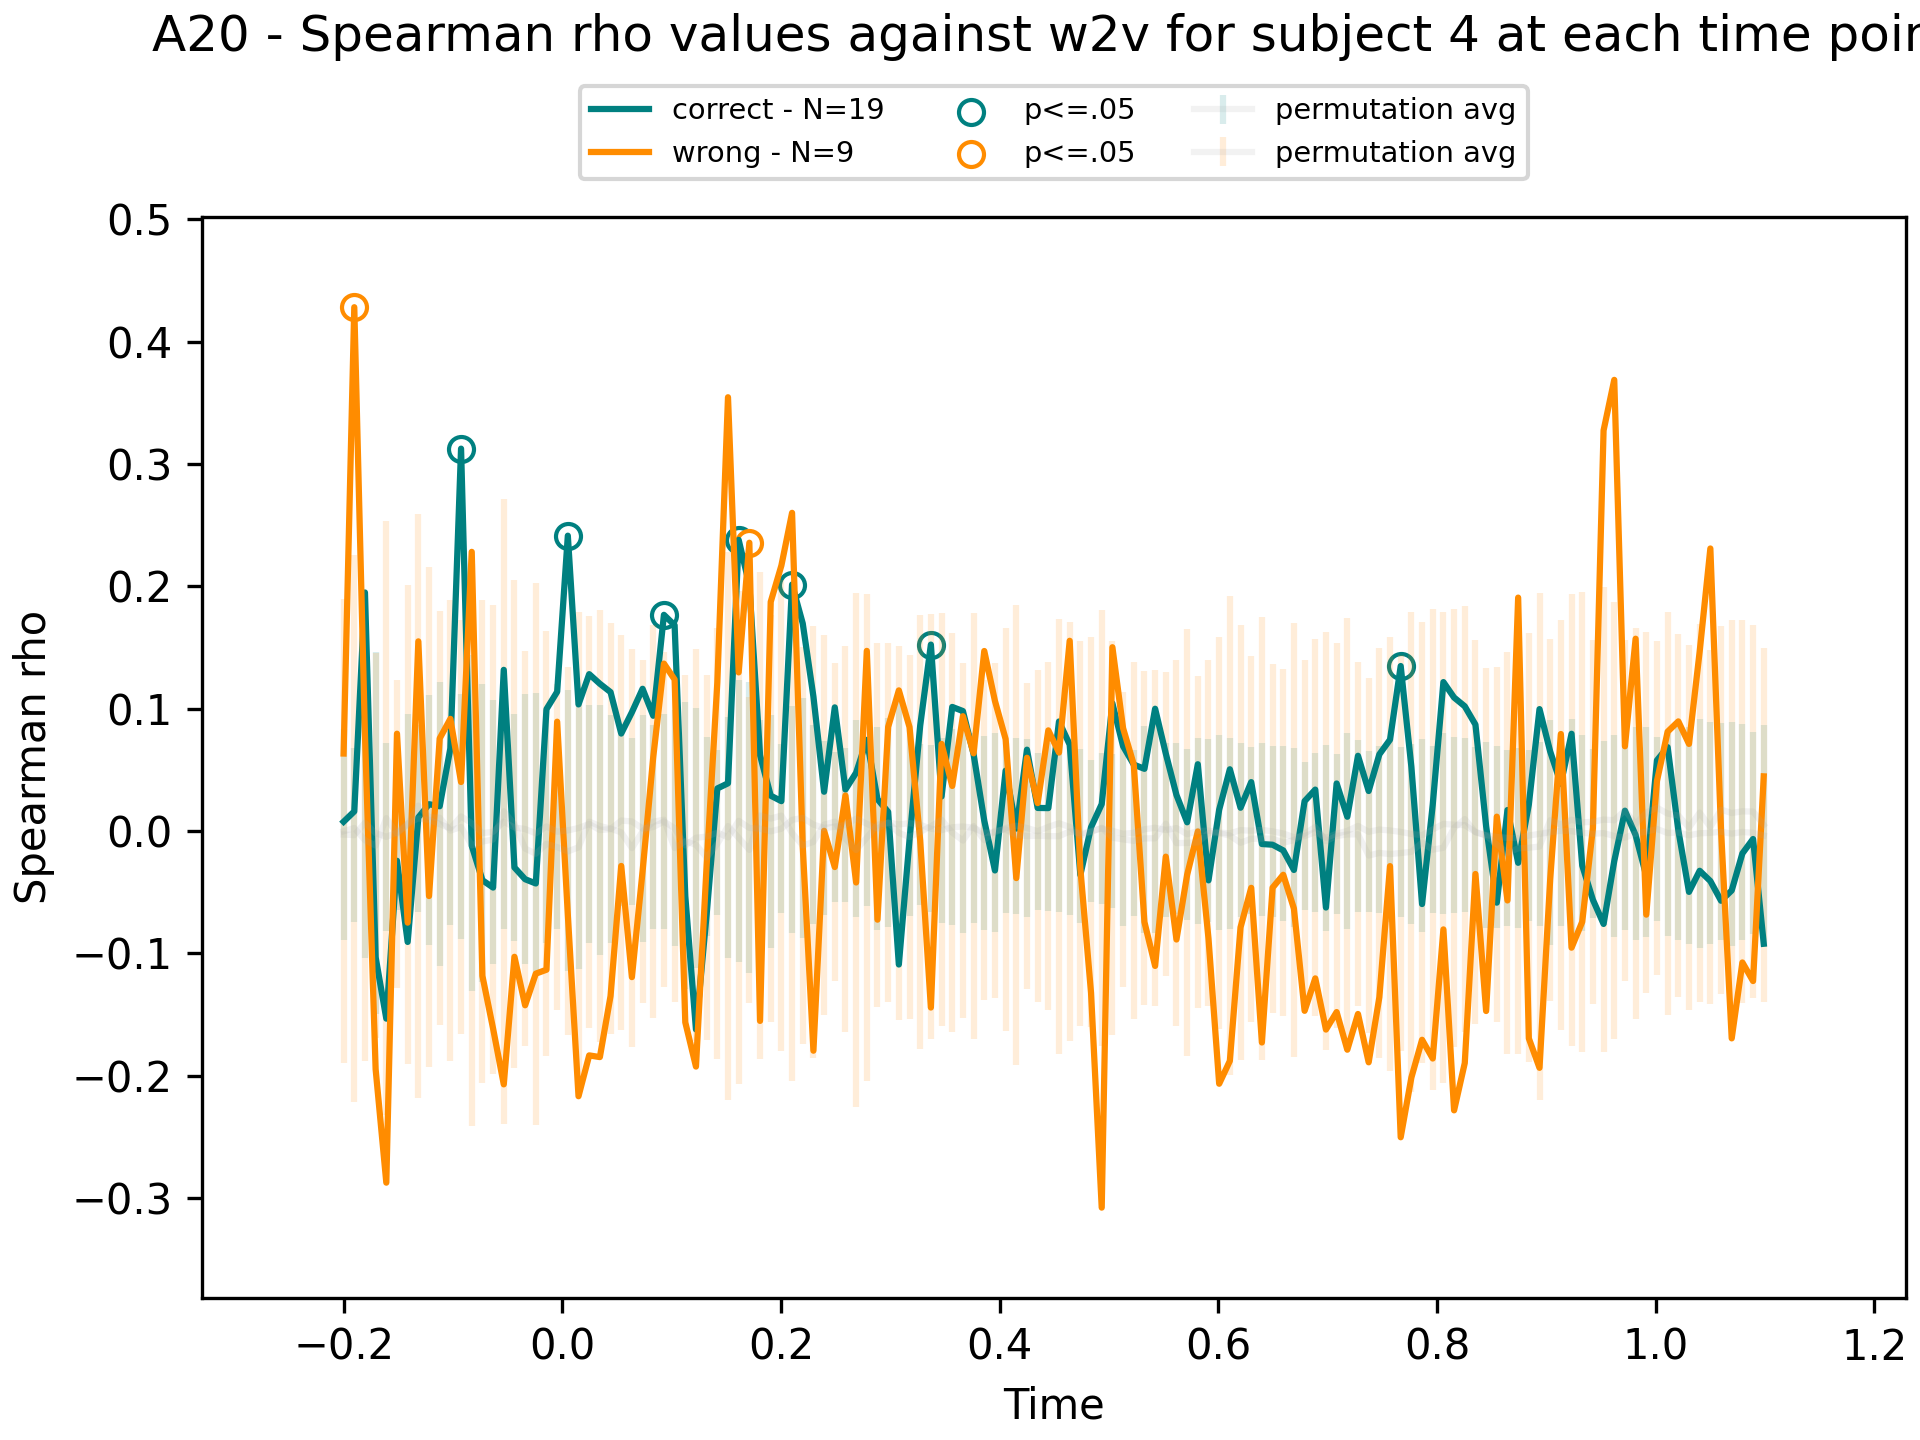 A20 - Spearman rho values against w2v for subject 4 at each time poin
correct - N=19
wrong - N=9
p<=.05
p<=.05
permutation avg
permutation avg
Spearman rho
0.5
0.4
0.3
0.2
0.1
0.0
−0.1
−0.2
−0.3
−0.2 0.0 0.2 0.4 0.6 0.8 1.0 1.2
Time